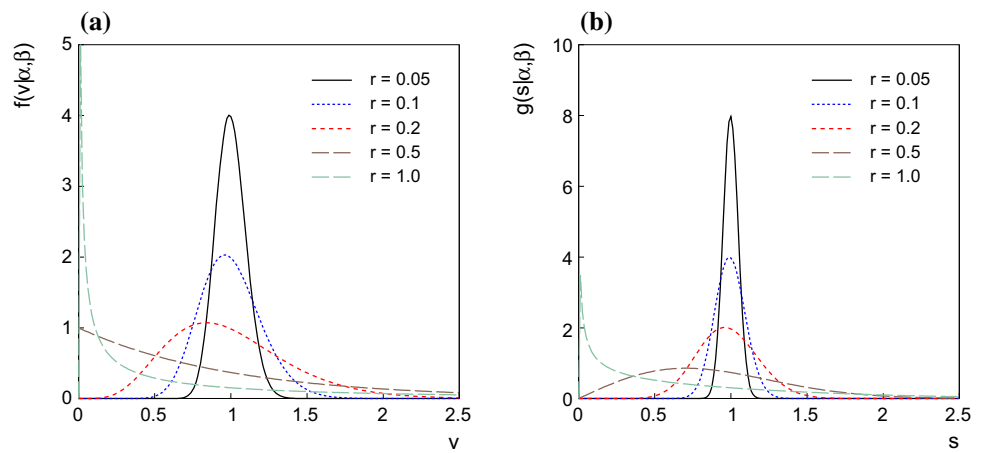 (a)
f(v|α,β)
5
4
3
2
1
0
0
0.5
1
1.5
2
2.5
v
r = 0.05
r = 0.1
r = 0.2
r = 0.5
r = 1.0
(b)
g(s|α,β)
10
8
6
4
2
0
0
0.5
1
1.5
2
2.5
s
r = 0.05
r = 0.1
r = 0.2
r = 0.5
r = 1.0